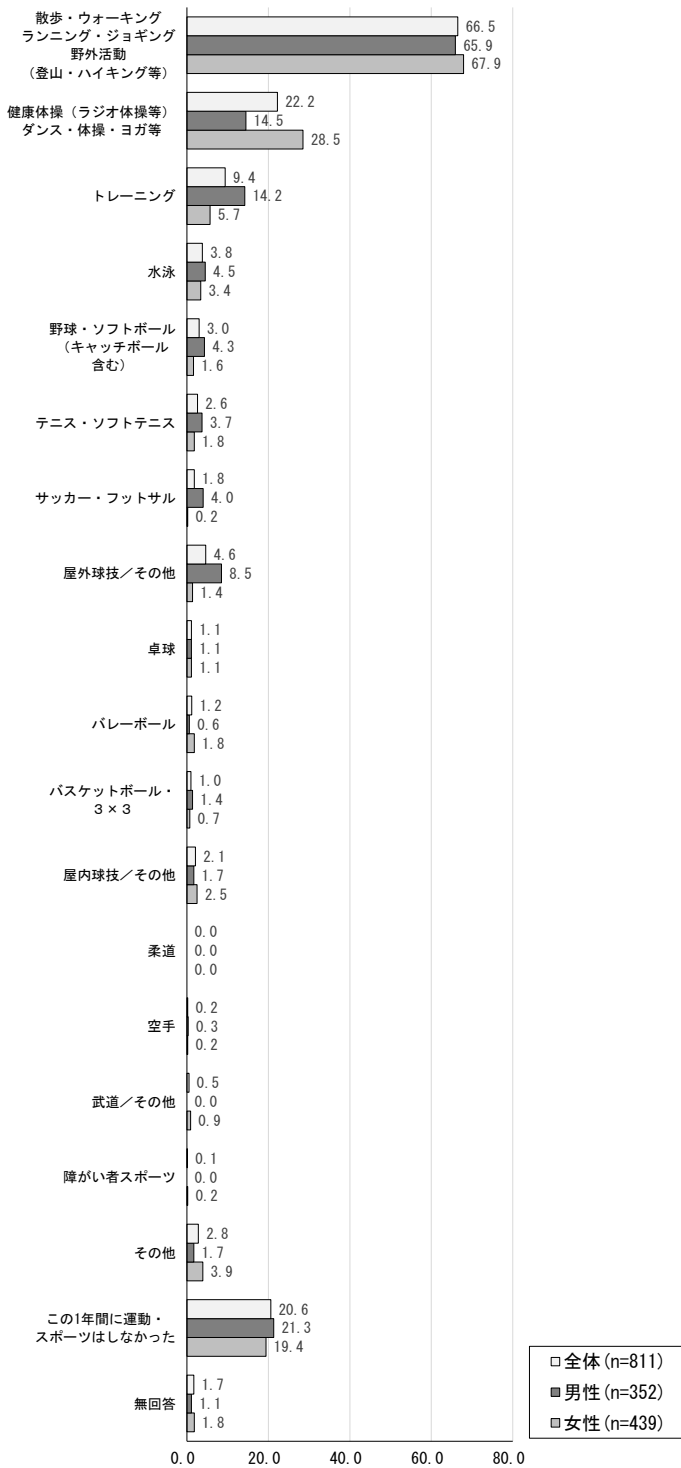 散歩・ウォーキング
ランニング・ジョギング
野外活動
（登山・ハイキング等）
66.5
65.9
67.9
健康体操（ラジオ体操等）
ダンス・体操・ヨガ等
22.2
14.5
28.5
トレーニング
9.4
14.2
5.7
水泳
3.8
4.5
3.4
野球・ソフトボール
（キャッチボール
含む）
3.0
4.3
1.6
テニス・ソフトテニス
2.6
3.7
1.8
サッカー・フットサル
1.8
4.0
0.2
屋外球技／その他
4.6
8.5
1.4
卓球
1.1
1.1
1.1
バレーボール
1.2
0.6
1.8
バスケットボール・
３×３
1.0
1.4
0.7
屋内球技／その他
2.1
1.7
2.5
柔道
0.0
0.0
0.0
空手
0.2
0.3
0.2
武道／その他
0.5
0.0
0.9
障がい者スポーツ
0.1
0.0
0.2
その他
2.8
1.7
3.9
この1年間に運動・
スポーツはしなかった
20.6
21.3
19.4
無回答
1.7
1.1
1.8
0.0 20.0 40.0 60.0 80.0
全体(n=811)
男性(n=352)
女性(n=439)